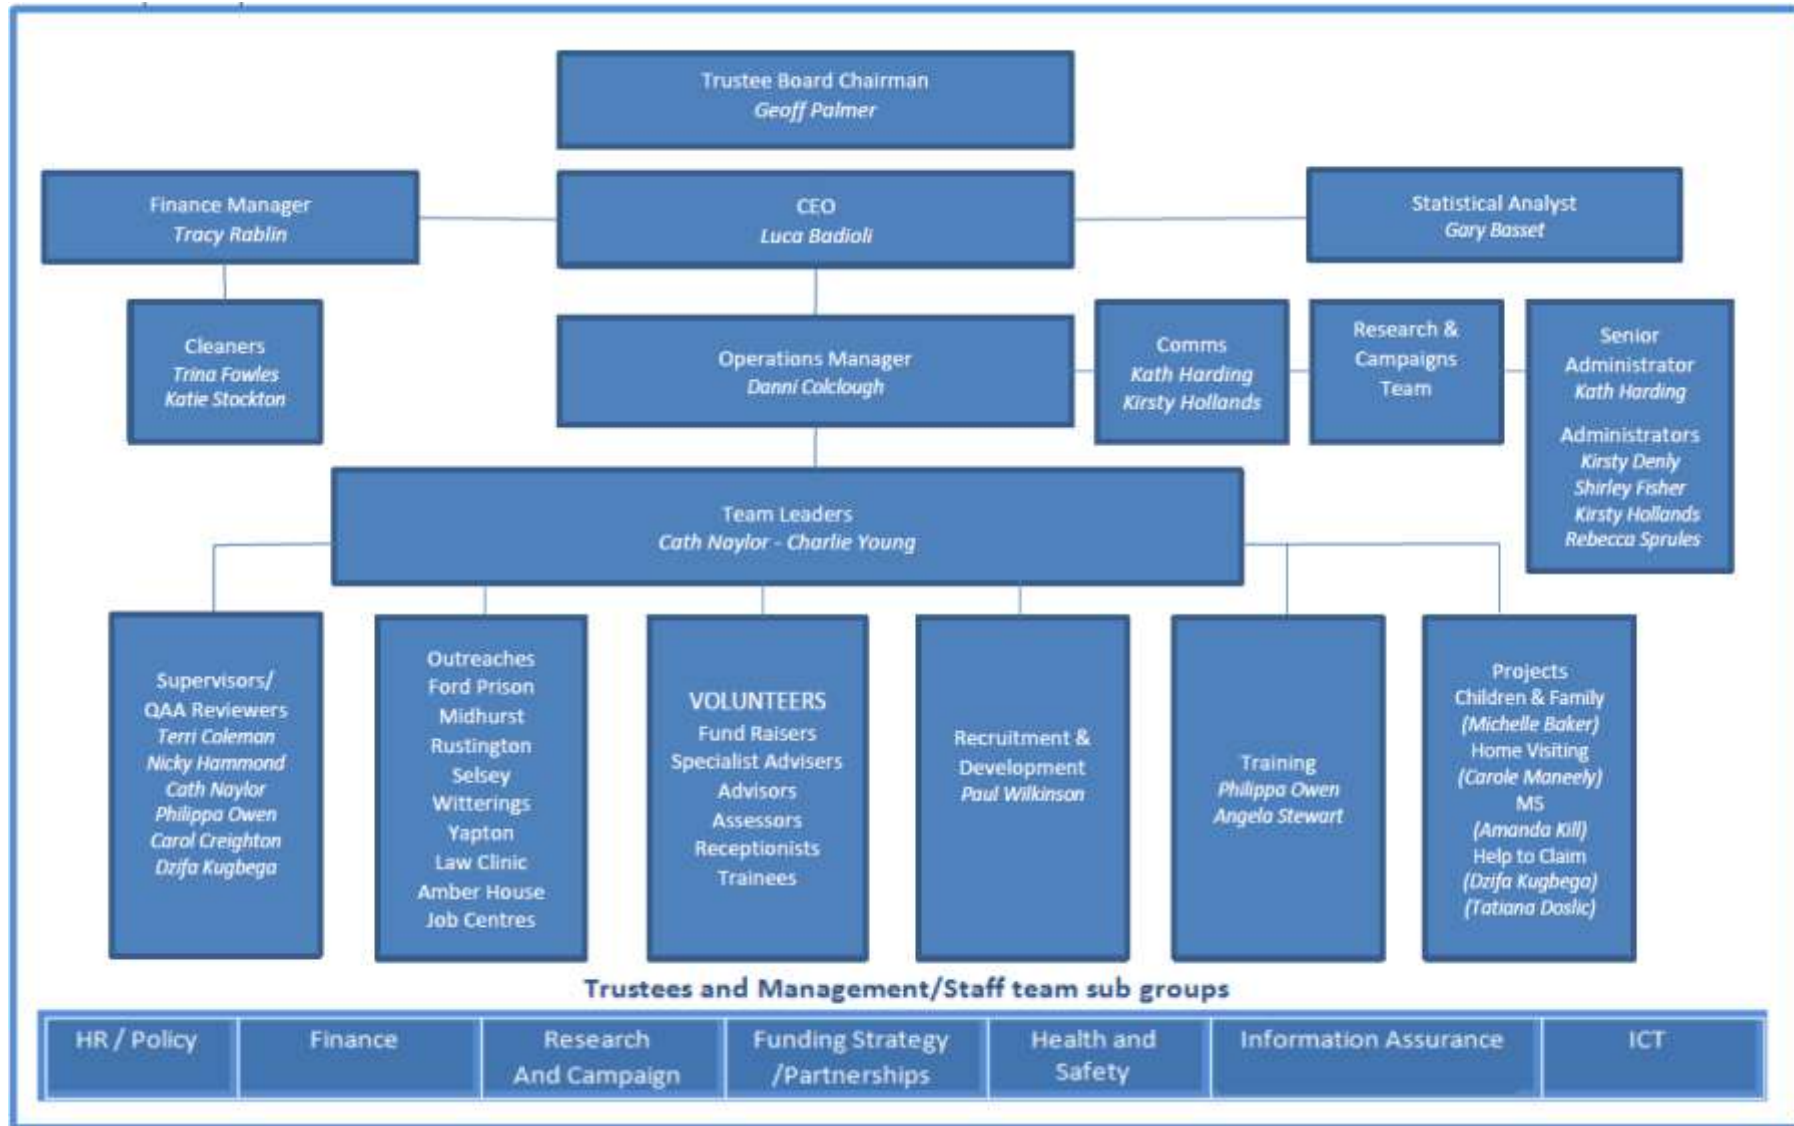 Trustee Board Chairman
Geoff Palmer
Finance Manager
Tracy Rablin
CEO
Luca Badioli
Statistical Analyst
Gary Basset
Cleaners
Trina Fowles
Katie Stockton
Operations Manager
Danni Colclough
Comms
Kath Harding
Kirsty Hollands
Research &
Campaigns
Team
Senior
Administrator
Kath Harding
Administrators
Kirsty Denly
Shirley Fisher
Kirsty Hollands
Rebecca Sprules
Team Leaders
Cath Naylor - Charlie Young
Supervisors/
QAA Reviewers
Terri Coleman
Nicky Hammond
Cath Naylor
Philippa Owen
Carol Creighton
Dzifa Kugbega
Outreaches
Ford Prison
Midhurst
Rustington
Selsey
Witterings
Yapton
Law Clinic
Amber House
Job Centres
VOLUNTEERS
Fund Raisers
Specialist Advisers
Advisors
Assessors
Receptionists
Trainees
Recruitment &
Development
Paul Wilkinson
Training
Philippa Owen
Angela Stewart
Projects
Children & Family
(Michelle Baker)
Home Visiting
(Carole Maneely)
MS
(Amanda Kill)
Help to Claim
(Dzifa Kugbega)
(Tatiana Doslic)
Trustees and Management/Staff team sub groups
HR / Policy
Finance
Research
And Campaign
Funding Strategy
/Partnerships
Health and
Safety
Information Assurance
ICT